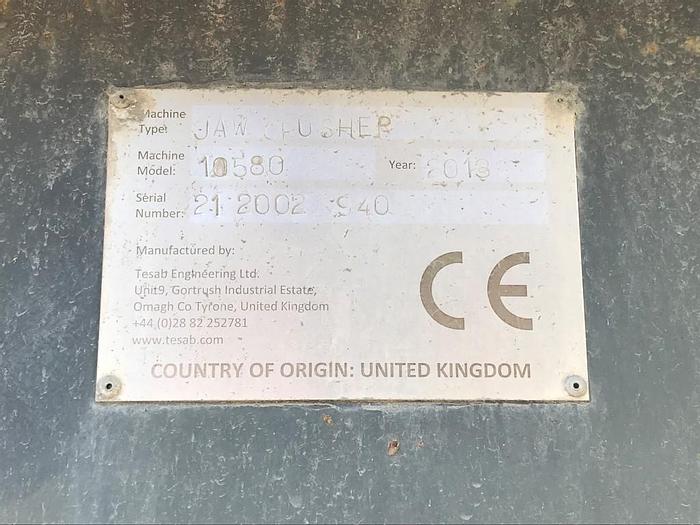 Machine Type: JAW CRUSHER
Machine Model: 10580 Year: 2013
Serial Number: 21 2002 940
Manufactured by:
Tesab Engineering Ltd.
Unit9, Gortrush Industrial Estate,
Omagh Co Tyrone, United Kingdom
+44 (0)28 82 252781
www.tesab.com
CE
COUNTRY OF ORIGIN: UNITED KINGDOM